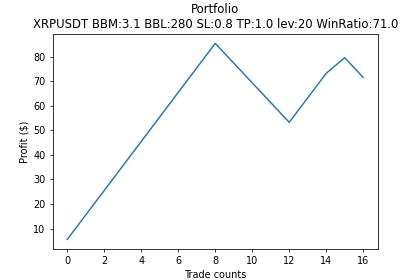 Portfolio
XRPUSDT BBM:3.1 BBL:280 SL:0.8 TP:1.0 lev:20 WinRatio:71.0
80
70
60
50
40
30
20
10
Profit ($)
0 2 4 6 8 10 12 14 16
Trade counts